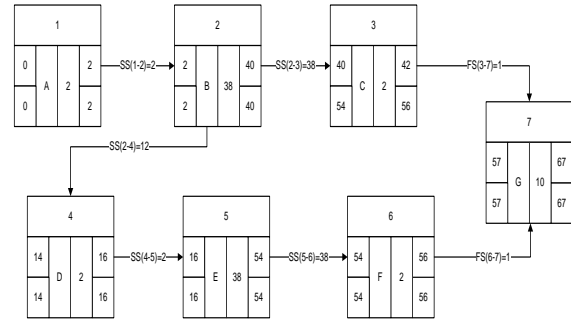 1 2 3
0 A 2 2 SS(1-2)=2 2 B 38 40 SS(2-3)=38 40 C 2 42 FS(3-7)=1
0 2 2 40 54 56
7
SS(2-4)=12
57 G 10 67
57 67
4 5 6
14 D 2 16 SS(4-5)=2 16 E 38 54 SS(5-6)=38 54 F 2 56 FS(6-7)=1
14 16 16 54 54 56